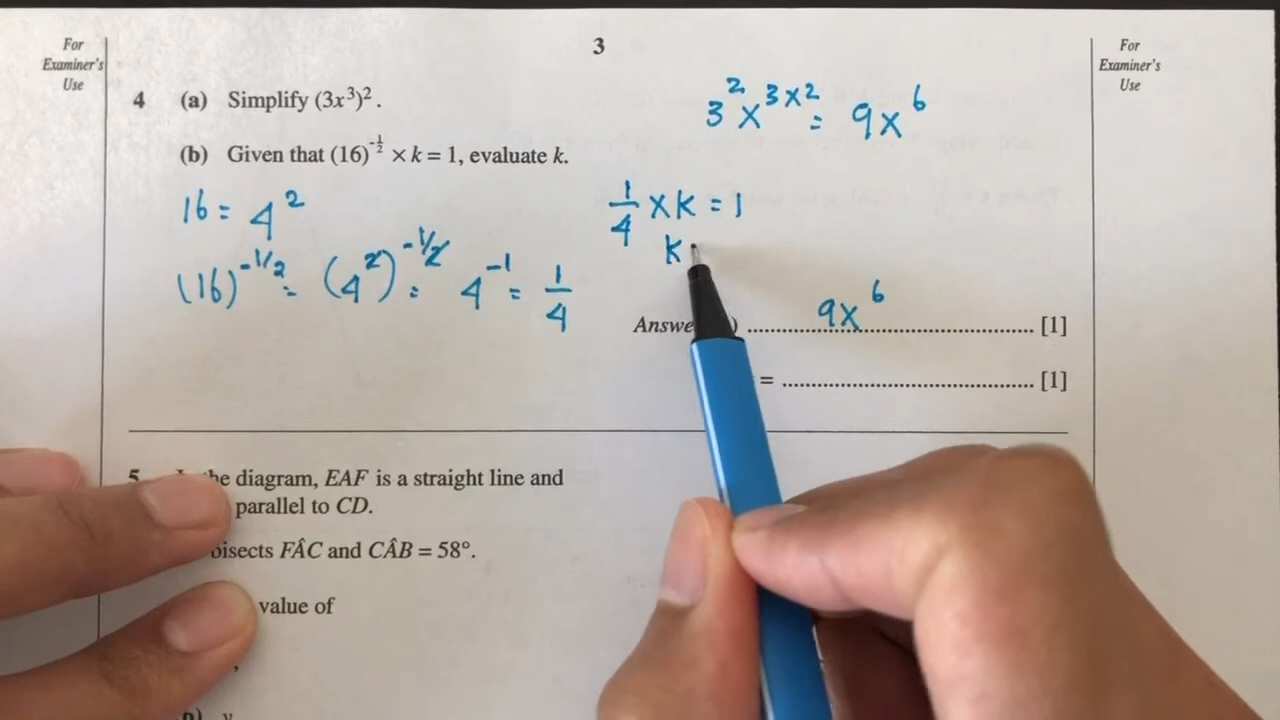 For
Examiner's
Use
3
For
Examiner's
Use
4 (a) Simplify (3x³)².
3² x³ˣ² = 9x⁶
(b) Given that (16)^-½ × k = 1, evaluate k.
16 = 4²
¼ × k = 1
k
(16)^-1/2 = (4²)^-1/2 = 4⁻¹ = ¼
9x⁶ [1]
= [1]
5 the diagram, EAF is a straight line and
parallel to CD.
bisects FÂC and CÂB = 58°.
value of